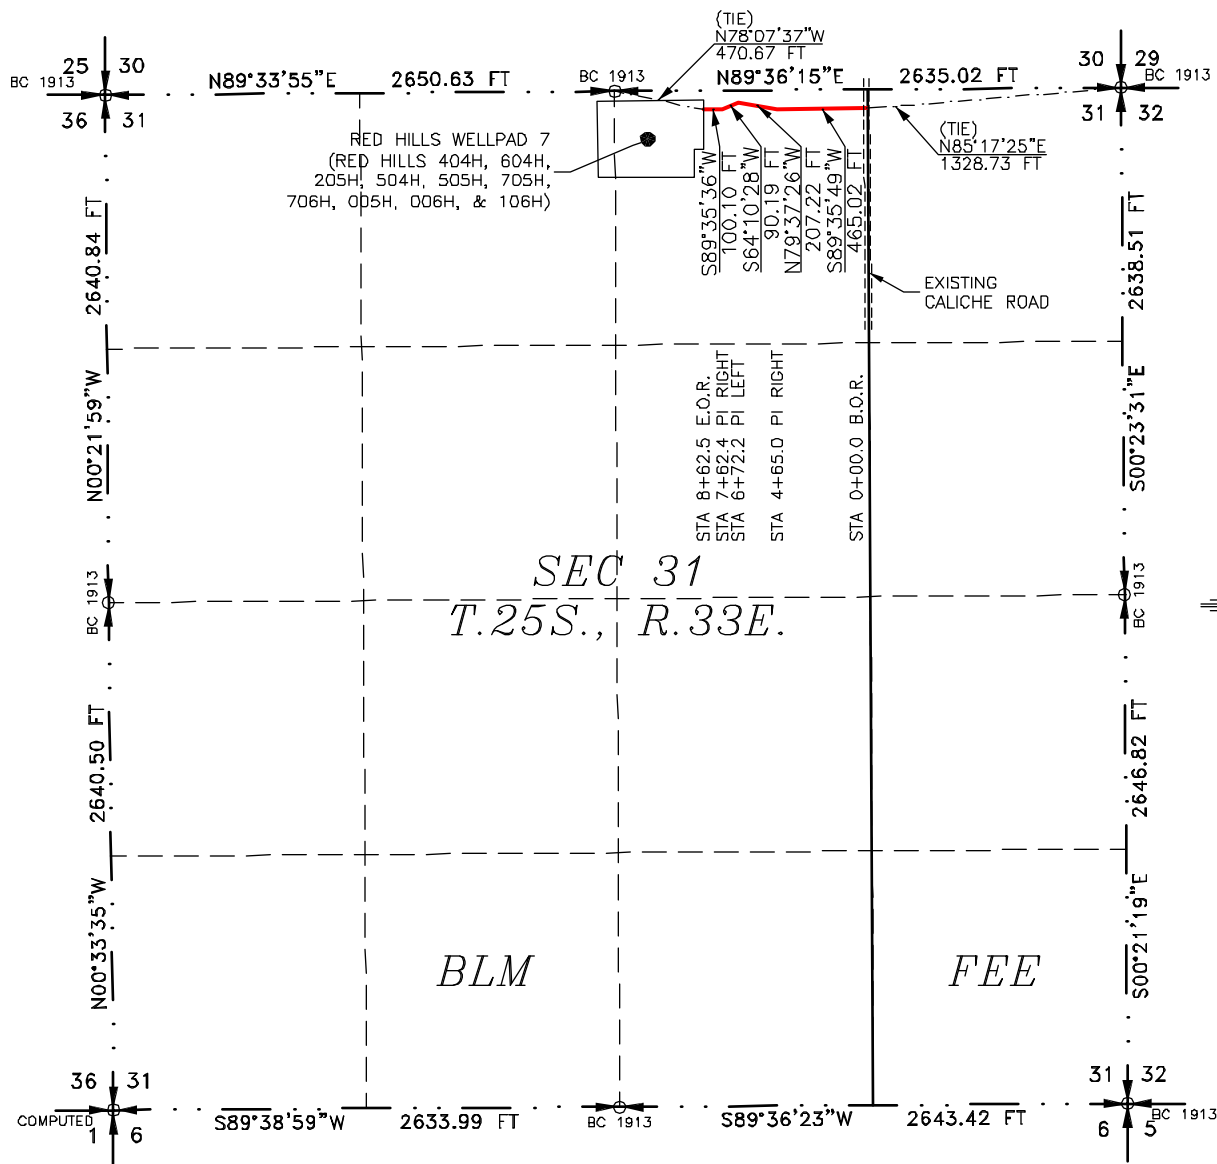 (TIE)
N78°07'37"W
470.67 FT
25 30
BC 1913
36 31
N89°33'55"E 2650.63 FT
BC 1913
N89°36'15"E 2635.02 FT
30 29
BC 1913
31 32
(TIE)
N85°17'25"E
1328.73 FT
RED HILLS WELLPAD 7
(RED HILLS 404H, 604H,
205H, 504H, 505H, 705H,
706H, 005H, 006H, & 106H)
S89°35'36"W
100.10 FT
S64°10'28"W
90.19 FT
N79°37'26"W
207.22 FT
S89°35'49"W
465.02 FT
EXISTING
CALICHE ROAD
2640.84 FT
N00°21'59"W
2638.51 FT
S00°23'31"E
STA 8+62.5 E.O.R.
STA 7+62.4 PI RIGHT
STA 6+72.2 PI LEFT
STA 4+65.0 PI RIGHT
STA 0+00.0 B.O.R.
SEC 31
T.25S., R.33E.
BC 1913
BC 1913
2640.50 FT
N00°33'35"W
2646.82 FT
S00°21'19"E
BLM
FEE
36 31
COMPUTED
1 6
S89°38'59"W 2633.99 FT
BC 1913
S89°36'23"W 2643.42 FT
31 32
BC 1913
6 5